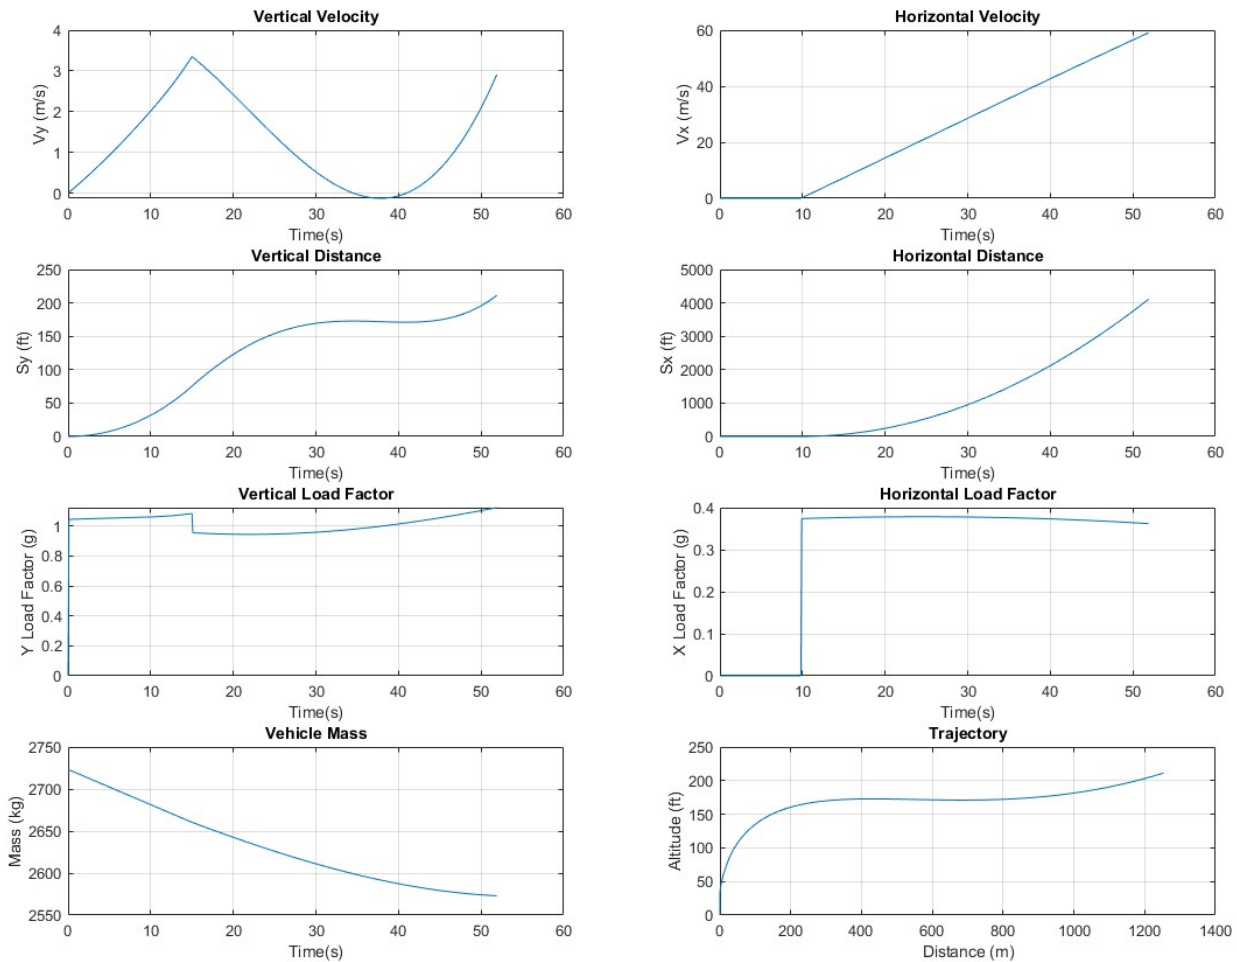 Vertical Velocity
Vy (m/s)
4
3
2
1
0
0 10 20 30 40 50 60
Time(s)
Horizontal Velocity
Vx (m/s)
60
40
20
0
0 10 20 30 40 50 60
Time(s)
Vertical Distance
Sy (ft)
250
200
150
100
50
0
0 10 20 30 40 50 60
Time(s)
Horizontal Distance
Sx (ft)
5000
4000
3000
2000
1000
0
0 10 20 30 40 50 60
Time(s)
Vertical Load Factor
Y Load Factor (g)
1
0.8
0.6
0.4
0.2
0
0 10 20 30 40 50 60
Time(s)
Horizontal Load Factor
X Load Factor (g)
0.4
0.3
0.2
0.1
0
0 10 20 30 40 50 60
Time(s)
Vehicle Mass
Mass (kg)
2750
2700
2650
2600
2550
0 10 20 30 40 50 60
Time(s)
Trajectory
Altitude (ft)
250
200
150
100
50
0
0 200 400 600 800 1000 1200 1400
Distance (m)